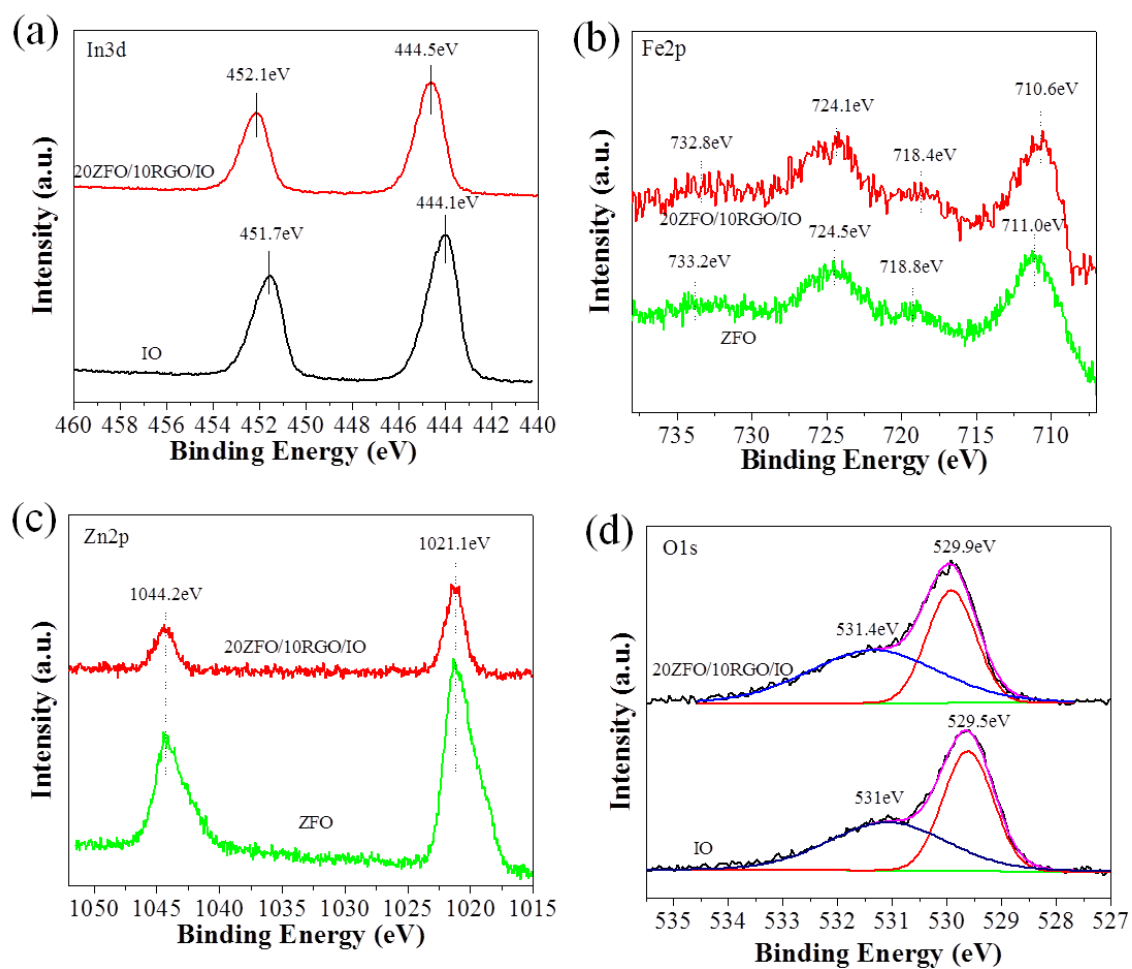 (a)
In3d
452.1eV
444.5eV
20ZFO/10RGO/IO
451.7eV
444.1eV
IO
Intensity (a.u.)
460 458 456 454 452 450 448 446 444 442 440
Binding Energy (eV)
(b)
Fe2p
710.6eV
724.1eV
732.8eV
718.4eV
20ZFO/10RGO/IO
724.5eV
711.0eV
733.2eV
718.8eV
ZFO
Intensity (a.u.)
735 730 725 720 715 710
Binding Energy (eV)
(c)
Zn2p
1021.1eV
1044.2eV
20ZFO/10RGO/IO
ZFO
Intensity (a.u.)
1050 1045 1040 1035 1030 1025 1020 1015
Binding Energy (eV)
(d)
O1s
529.9eV
531.4eV
20ZFO/10RGO/IO
529.5eV
531eV
IO
Intensity (a.u.)
535 534 533 532 531 530 529 528 527
Binding Energy (eV)